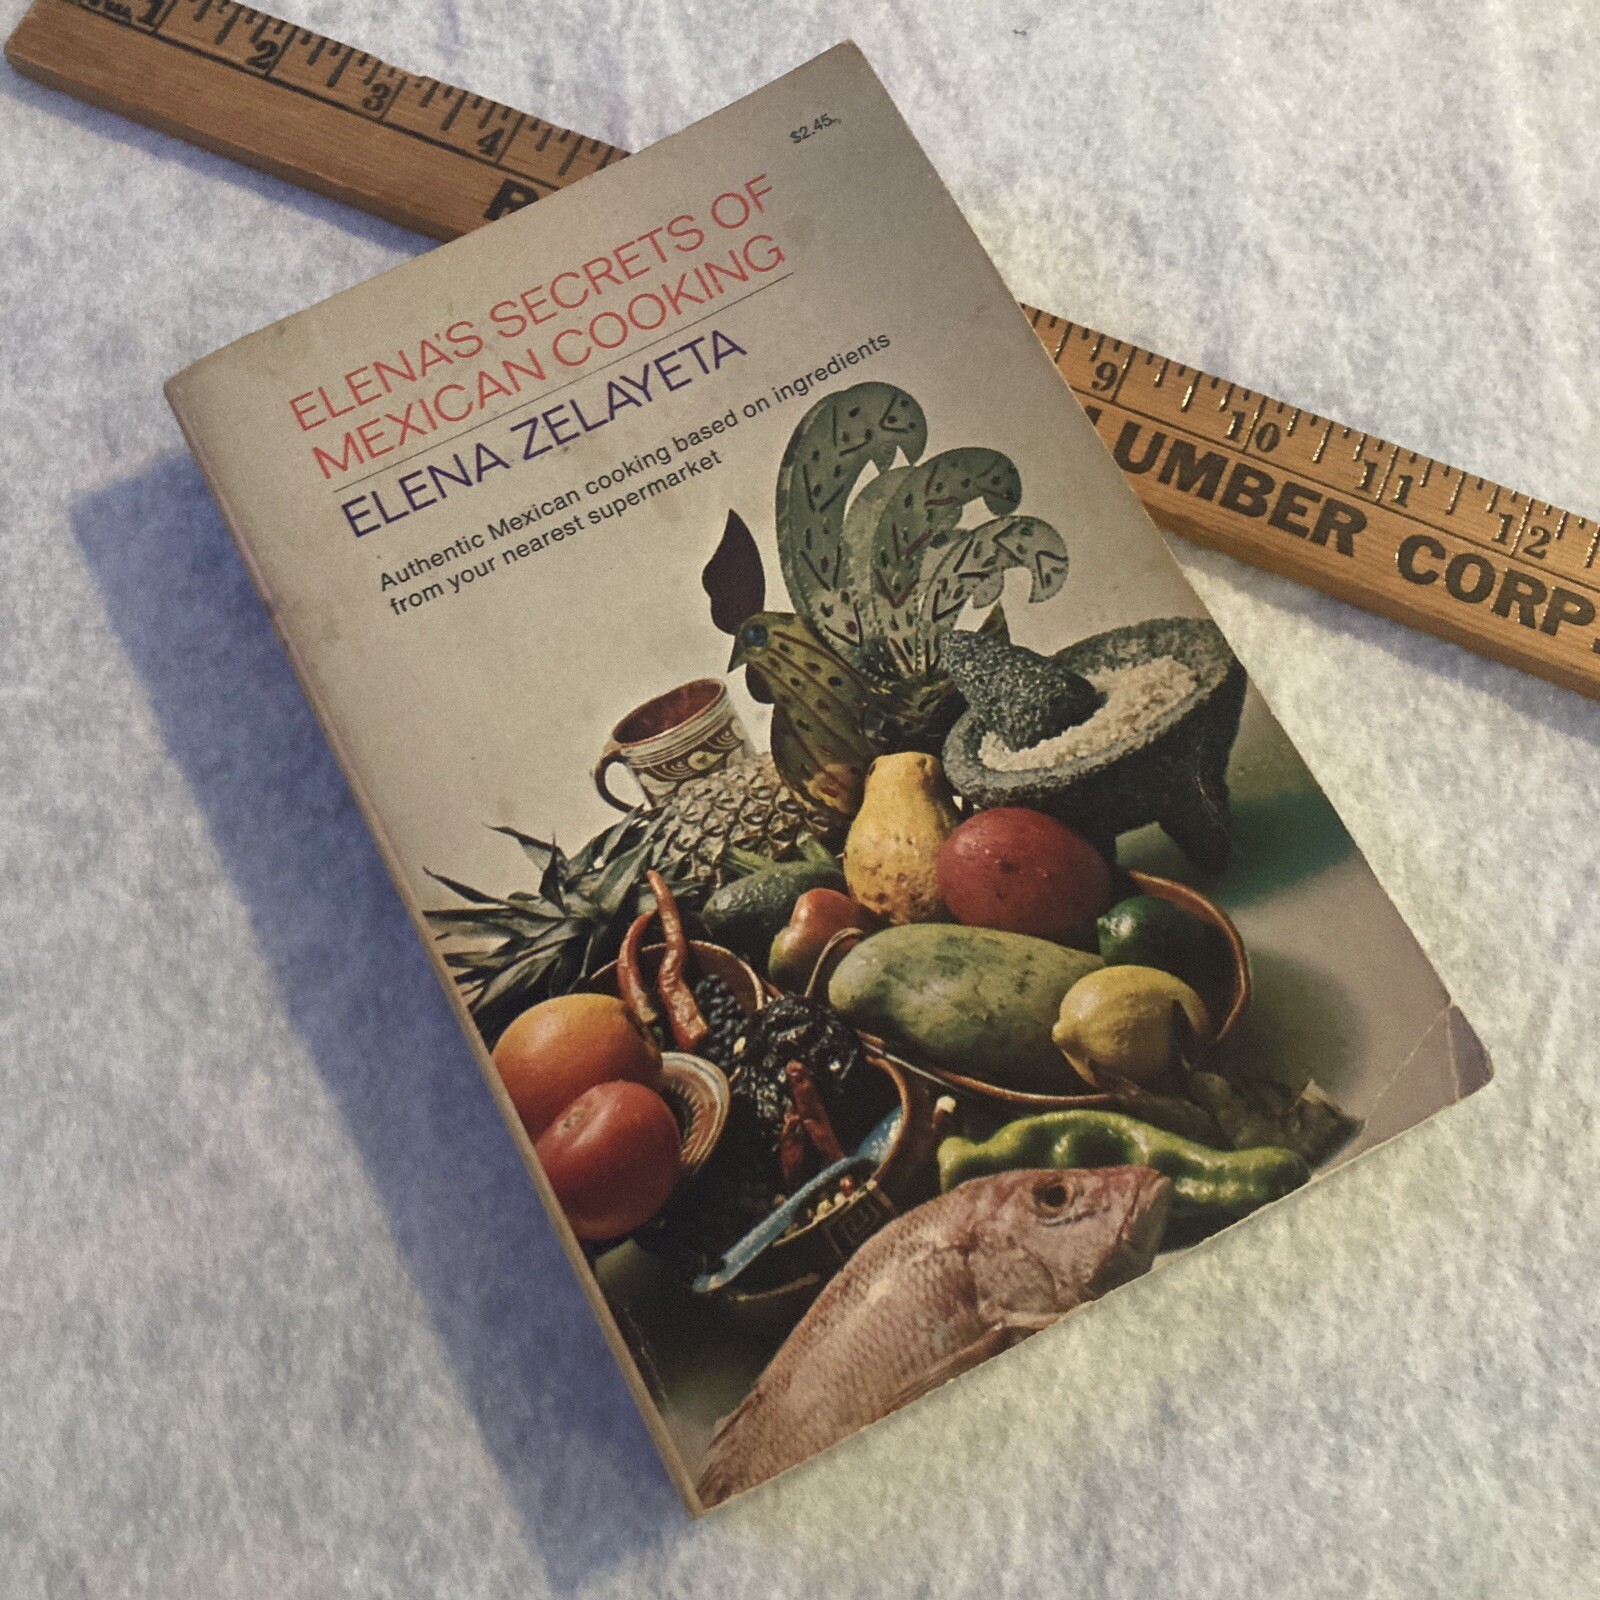 1 2 3 4
$2.45
ELENA'S SECRETS OF
MEXICAN COOKING
ELENA ZELAYETA
Authentic Mexican cooking based on ingredients
from your nearest supermarket
9 10 11 12
LUMBER CORP.